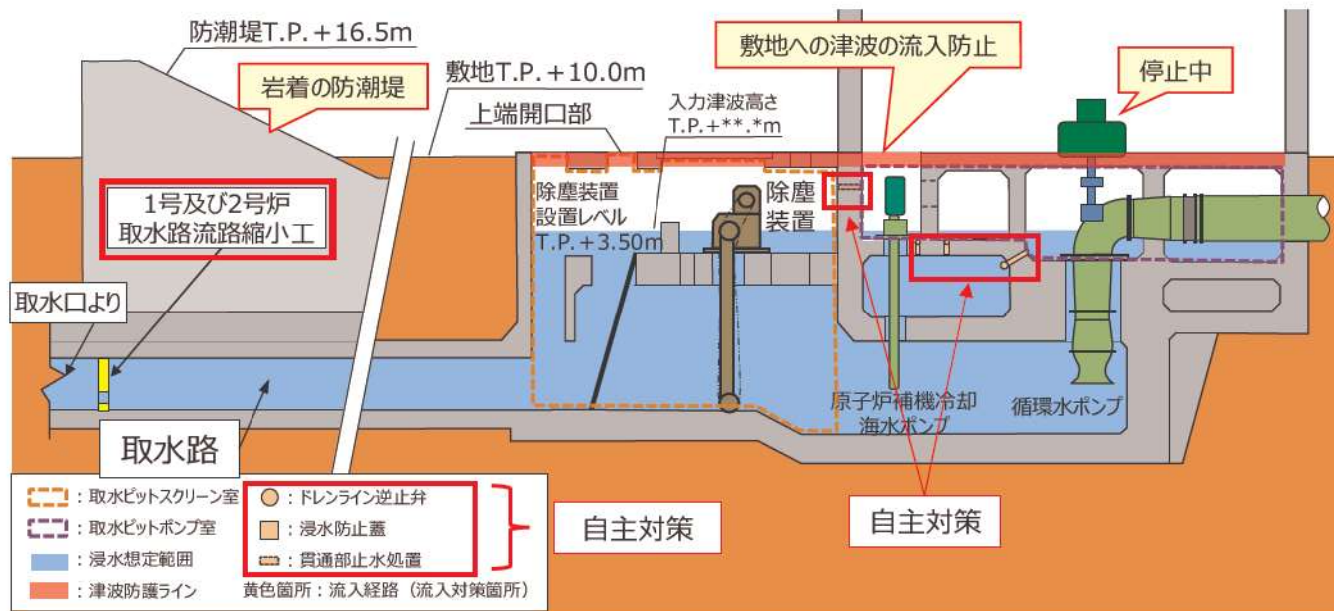 防潮堤T.P.+16.5m
岩着の防潮堤
敷地T.P.+10.0m
上端開口部
入力津波高さ
T.P.+**.*m
敷地への津波の流入防止
停止中
1号及び2号炉
取水路流路縮小工
除塵装置
設置レベル
T.P.+3.50m
除塵
装置
取水口より
取水路
原子炉補機冷却
海水ポンプ
循環水ポンプ
自主対策
自主対策
:取水ピットスクリーン室
:取水ピットポンプ室
:浸水想定範囲
:津波防護ライン
:ドレンライン逆止弁
:浸水防止蓋
:貫通部止水処置
黄色箇所:流入経路(流入対策箇所)